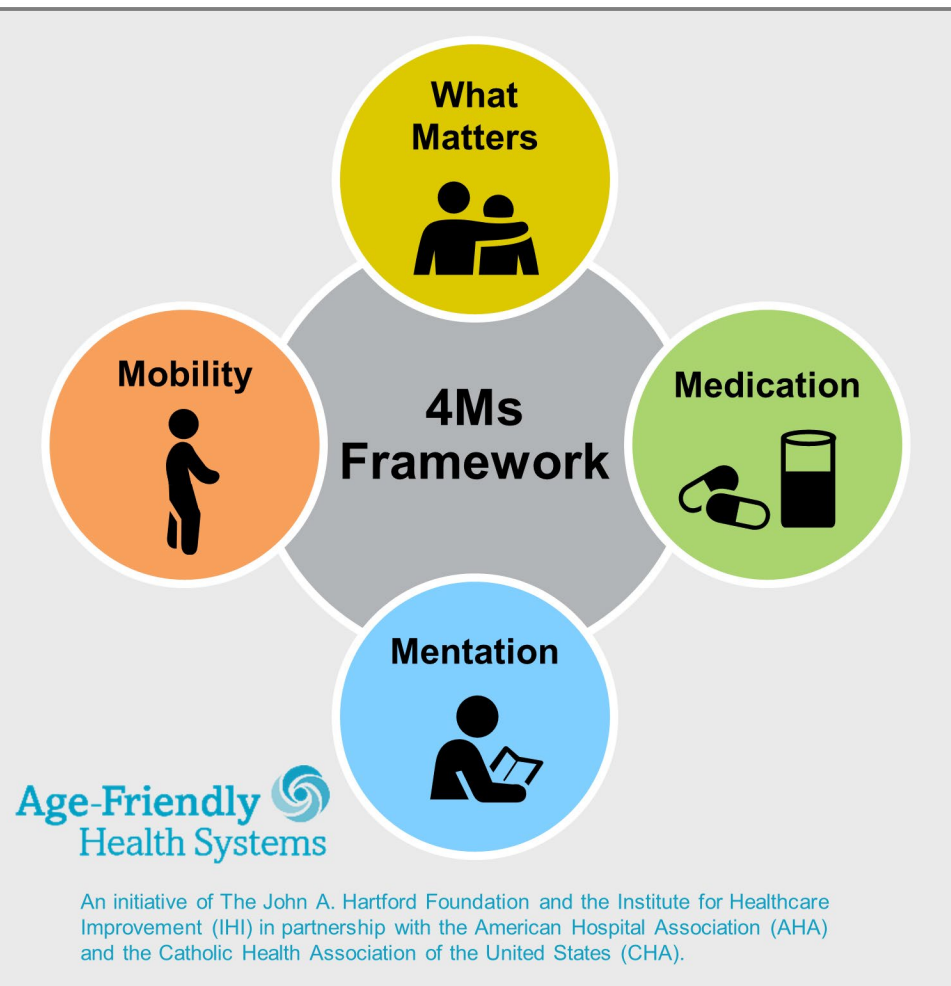 What
Matters
Mobility
4Ms
Framework
Medication
Mentation
Age-Friendly
Health Systems
An initiative of The John A. Hartford Foundation and the Institute for Healthcare
Improvement (IHI) in partnership with the American Hospital Association (AHA)
and the Catholic Health Association of the United States (CHA).